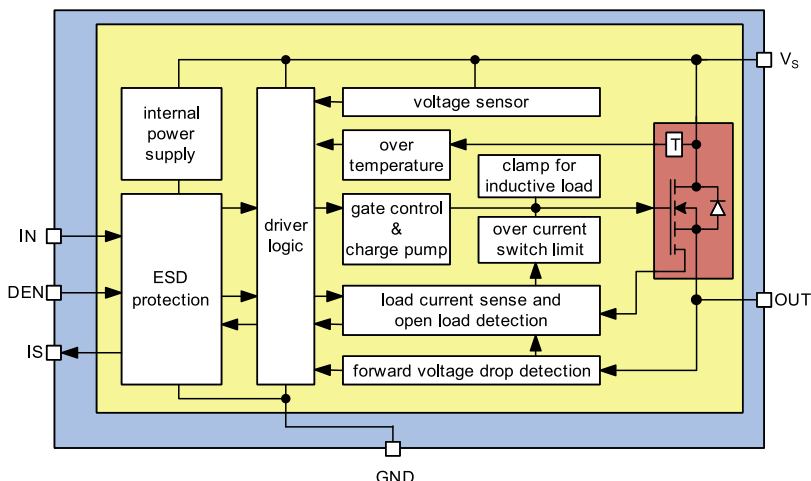 V_S
voltage sensor
internal
power
supply
over
temperature
T
clamp for
inductive load
driver
logic
gate control
&
charge pump
over current
switch limit
IN
ESD
protection
DEN
load current sense and
open load detection
OUT
IS
forward voltage drop detection
GND